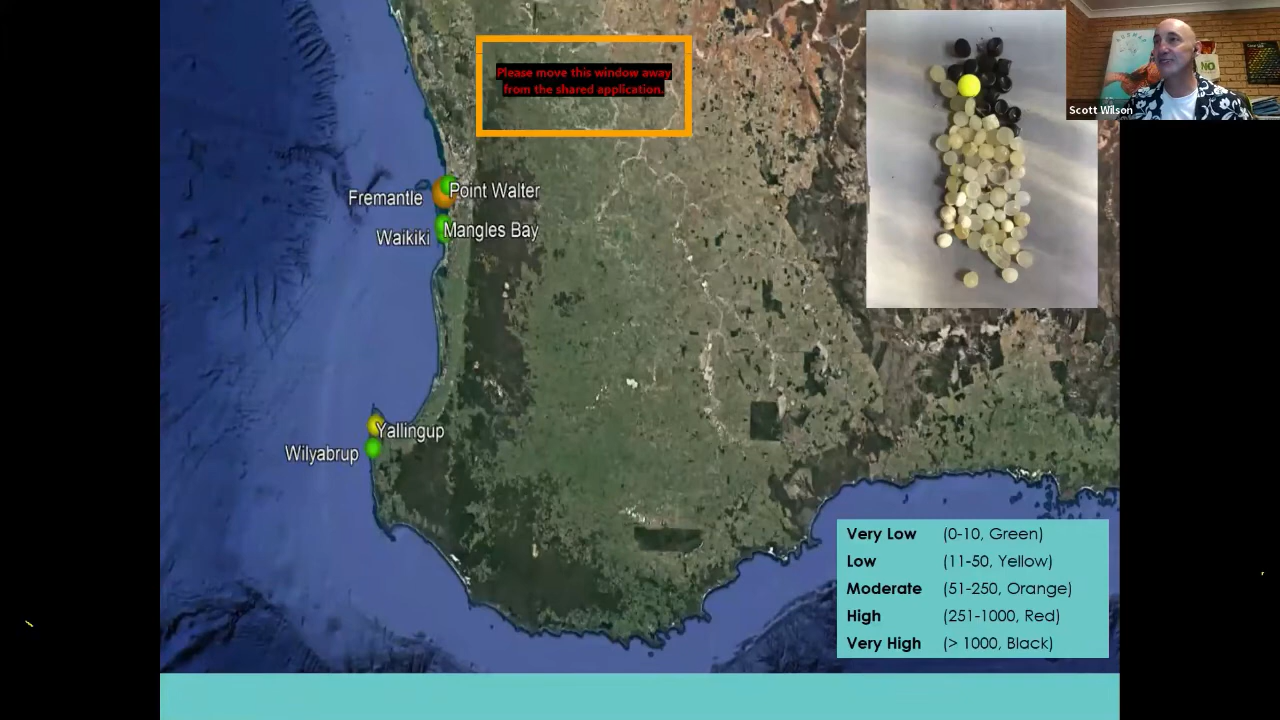 Please move this window away
from the shared application.
Scott Wilson
NO
Fremantle
Point Walter
Waikiki
Mangles Bay
Yallingup
Wilyabrup
Very Low (0-10, Green)
Low (11-50, Yellow)
Moderate (51-250, Orange)
High (251-1000, Red)
Very High (> 1000, Black)